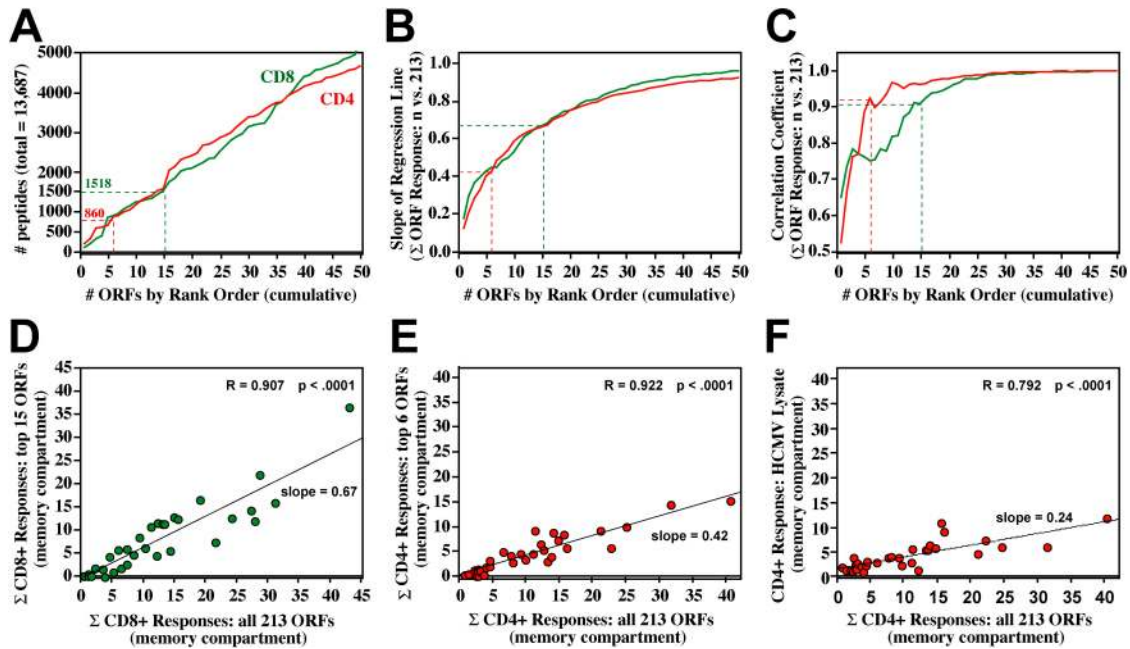 A
# peptides (total = 13,687)
5000
4000
3000
2000
1500
1000
500
0
1518
860
CD8
CD4
0 5 10 15 20 25 30 35 40 45 50
# ORFs by Rank Order (cumulative)
B
Slope of Regression Line
(Σ ORF Response: n vs. 213)
1.0
0.8
0.6
0.4
0.2
0.0
0 5 10 15 20 25 30 35 40 45 50
# ORFs by Rank Order (cumulative)
C
Correlation Coefficient
(Σ ORF Response: n vs. 213)
1.0
0.9
0.8
0.7
0.6
0.5
0 5 10 15 20 25 30 35 40 45 50
# ORFs by Rank Order (cumulative)
D
Σ CD8+ Responses: top 15 ORFs
(memory compartment)
45
40
35
30
25
20
15
10
5
0
R = 0.907 p < .0001
slope = 0.67
0 5 10 15 20 25 30 35 40 45
Σ CD8+ Responses: all 213 ORFs
(memory compartment)
E
Σ CD4+ Responses: top 6 ORFs
(memory compartment)
40
35
30
25
20
15
10
5
0
R = 0.922 p < .0001
slope = 0.42
0 5 10 15 20 25 30 35 40
Σ CD4+ Responses: all 213 ORFs
(memory compartment)
F
CD4+ Response: HCMV Lysate
(memory compartment)
40
35
30
25
20
15
10
5
0
R = 0.792 p < .0001
slope = 0.24
0 5 10 15 20 25 30 35 40
Σ CD4+ Responses: all 213 ORFs
(memory compartment)